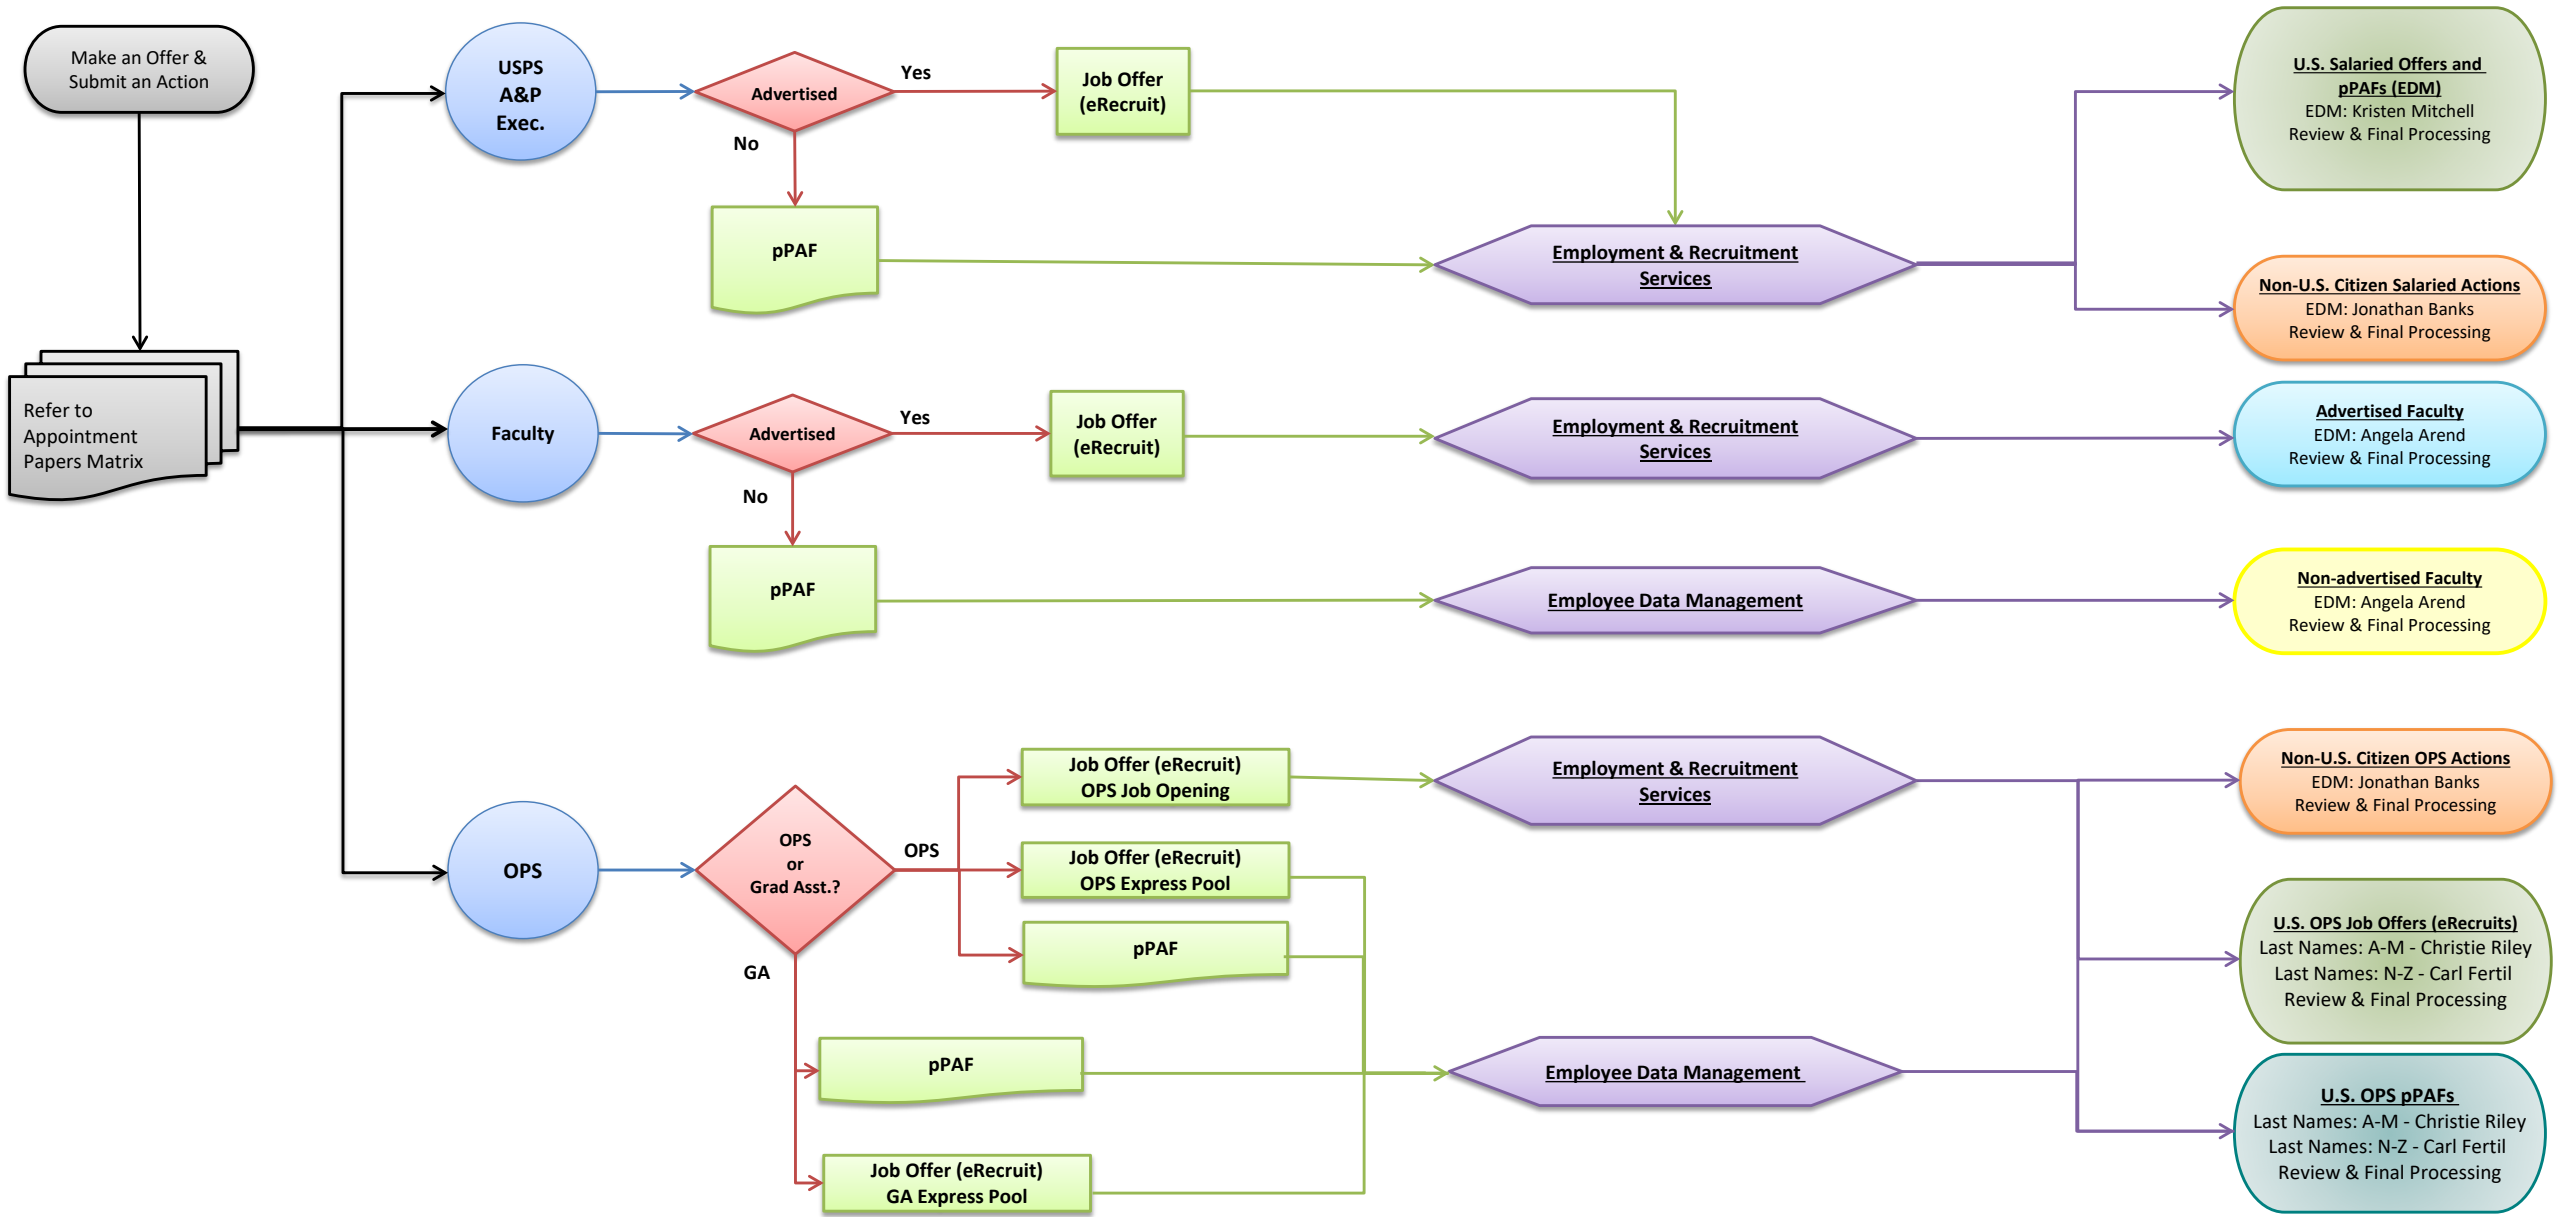 Make an Offer &
Submit an Action
Refer to
Appointment
Papers Matrix
USPS
A&P
Exec.
Advertised
Yes
No
Job Offer
(eRecruit)
pPAF
Employment & Recruitment
Services
U.S. Salaried Offers and
pPAFs (EDM)
EDM: Kristen Mitchell
Review & Final Processing
Non-U.S. Citizen Salaried Actions
EDM: Jonathan Banks
Review & Final Processing
Faculty
Advertised
Yes
No
Job Offer
(eRecruit)
Employment & Recruitment
Services
Advertised Faculty
EDM: Angela Arend
Review & Final Processing
pPAF
Employee Data Management
Non-advertised Faculty
EDM: Angela Arend
Review & Final Processing
OPS
OPS
or
Grad Asst.?
OPS
GA
Job Offer (eRecruit)
OPS Job Opening
Job Offer (eRecruit)
OPS Express Pool
pPAF
pPAF
Job Offer (eRecruit)
GA Express Pool
Employment & Recruitment
Services
Employee Data Management
Non-U.S. Citizen OPS Actions
EDM: Jonathan Banks
Review & Final Processing
U.S. OPS Job Offers (eRecruits)
Last Names: A-M - Christie Riley
Last Names: N-Z - Carl Fertil
Review & Final Processing
U.S. OPS pPAFs
Last Names: A-M - Christie Riley
Last Names: N-Z - Carl Fertil
Review & Final Processing